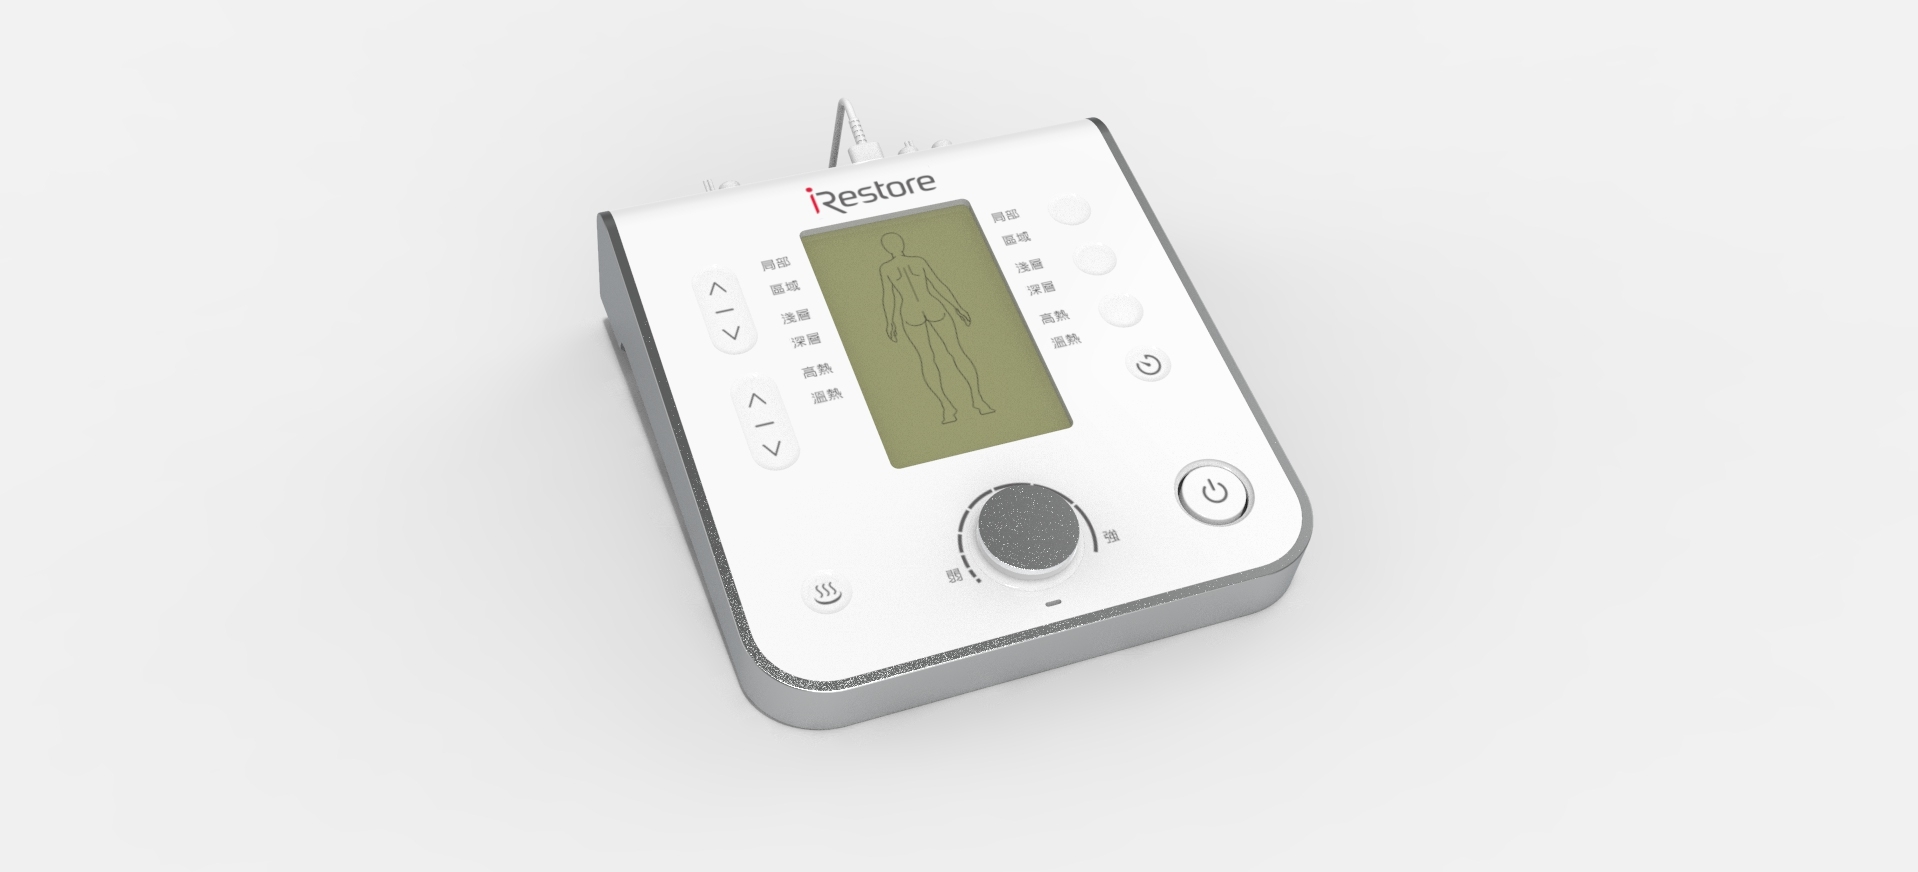 iRestore
局部
區域
淺層
深層
高熱
溫熱
局部
區域
淺層
深層
高熱
溫熱
弱
強